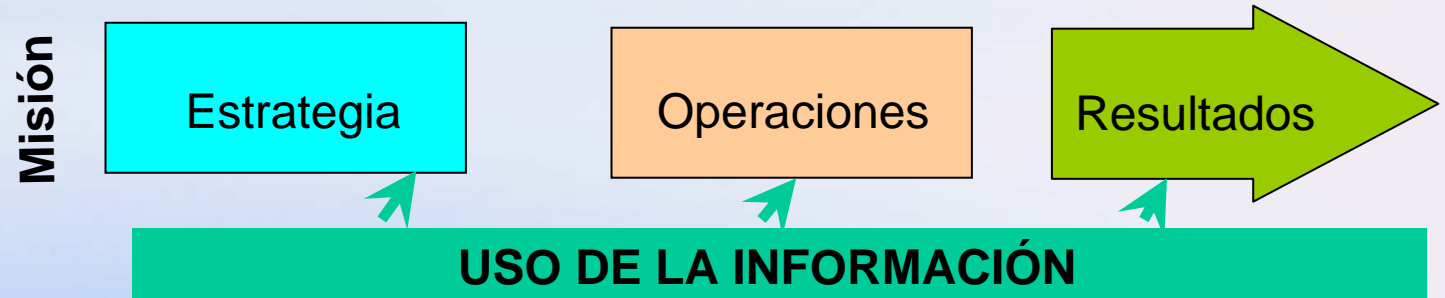 Misión
Estrategia
Operaciones
Resultados
USO DE LA INFORMACIÓN